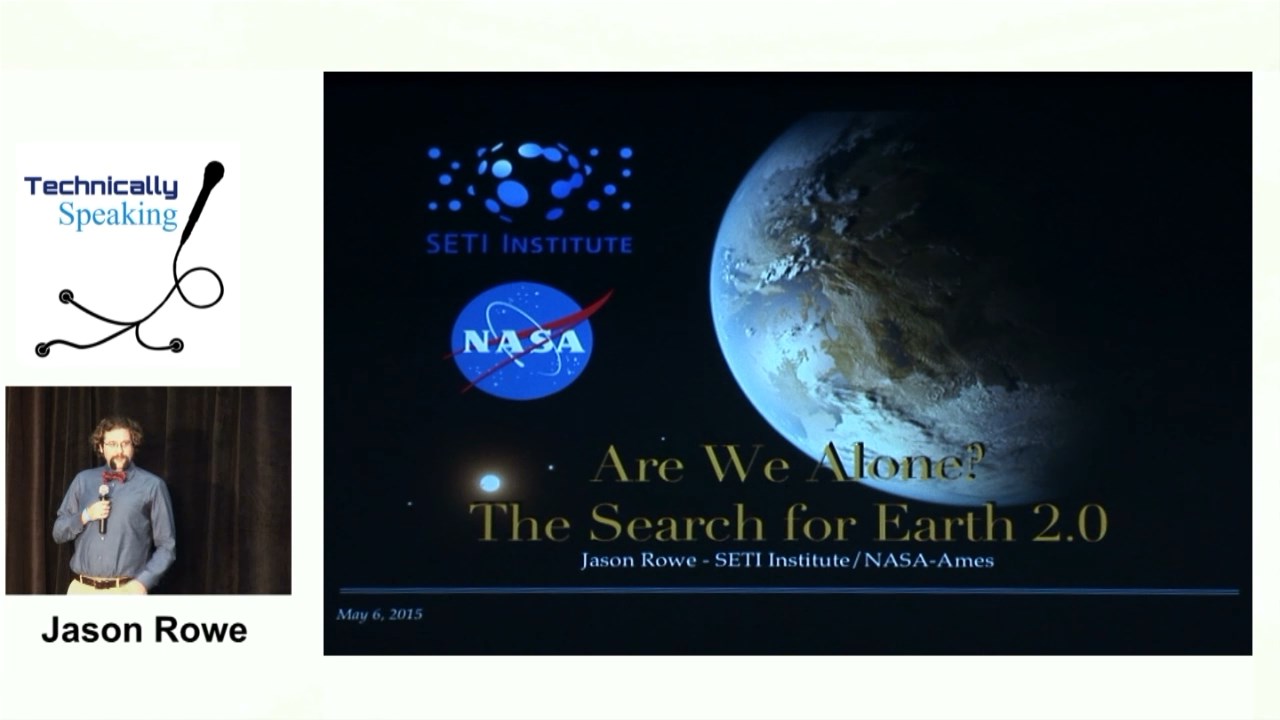 Technically
Speaking
SETI INSTITUTE
NASA
Are We Alone?
The Search for Earth 2.0
Jason Rowe - SETI Institute/NASA-Ames
May 6, 2015
Jason Rowe